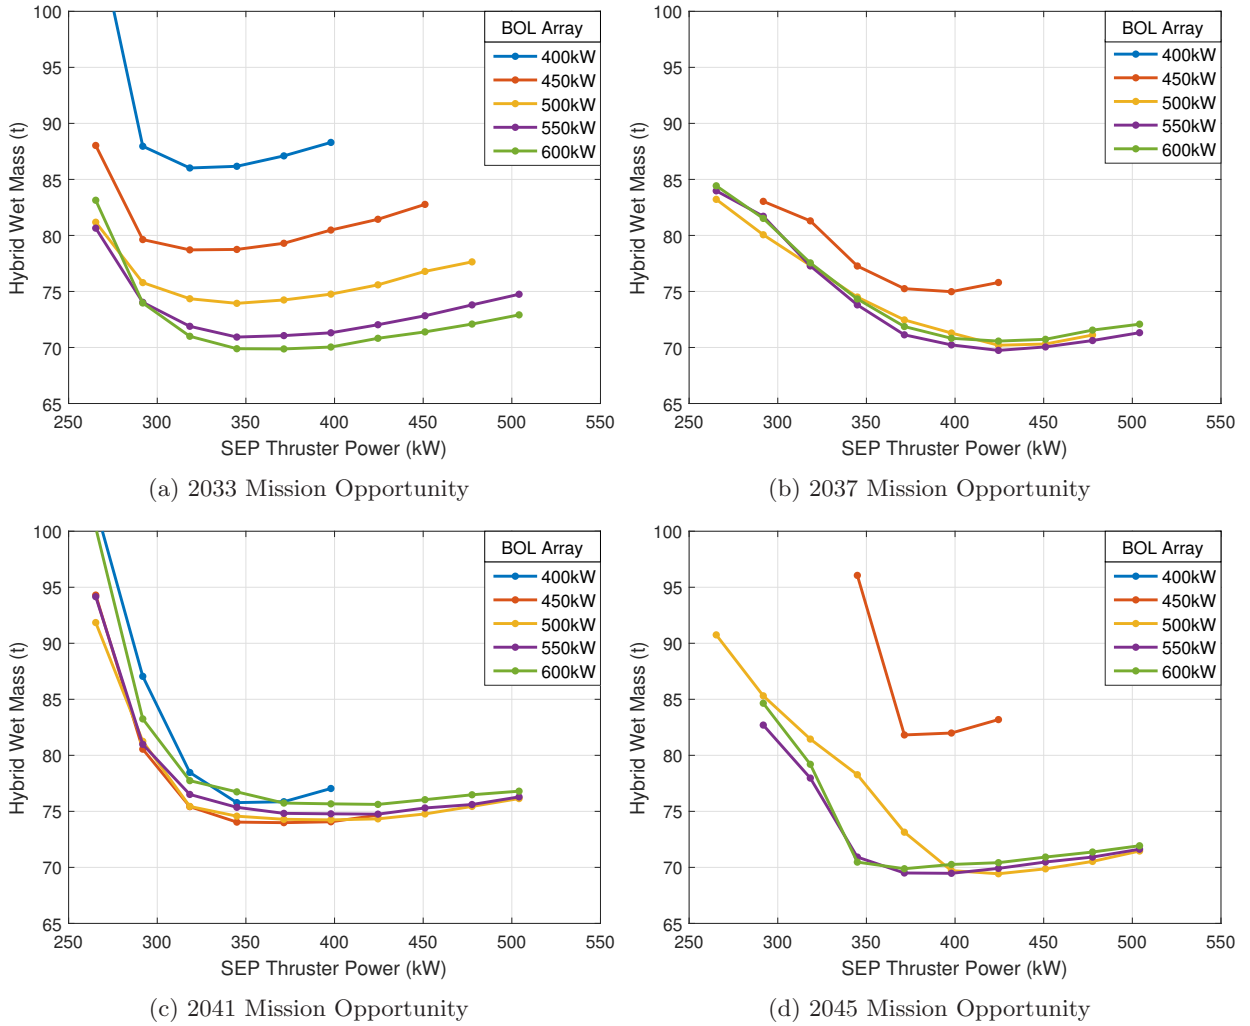 100
95
90
85
80
75
70
65
250
300
350
400
450
500
550
Hybrid Wet Mass (t)
SEP Thruster Power (kW)
BOL Array
400kW
450kW
500kW
550kW
600kW
(a) 2033 Mission Opportunity
100
95
90
85
80
75
70
65
250
300
350
400
450
500
550
Hybrid Wet Mass (t)
SEP Thruster Power (kW)
BOL Array
400kW
450kW
500kW
550kW
600kW
(b) 2037 Mission Opportunity
100
95
90
85
80
75
70
65
250
300
350
400
450
500
550
Hybrid Wet Mass (t)
SEP Thruster Power (kW)
BOL Array
400kW
450kW
500kW
550kW
600kW
(c) 2041 Mission Opportunity
100
95
90
85
80
75
70
65
250
300
350
400
450
500
550
Hybrid Wet Mass (t)
SEP Thruster Power (kW)
BOL Array
400kW
450kW
500kW
550kW
600kW
(d) 2045 Mission Opportunity